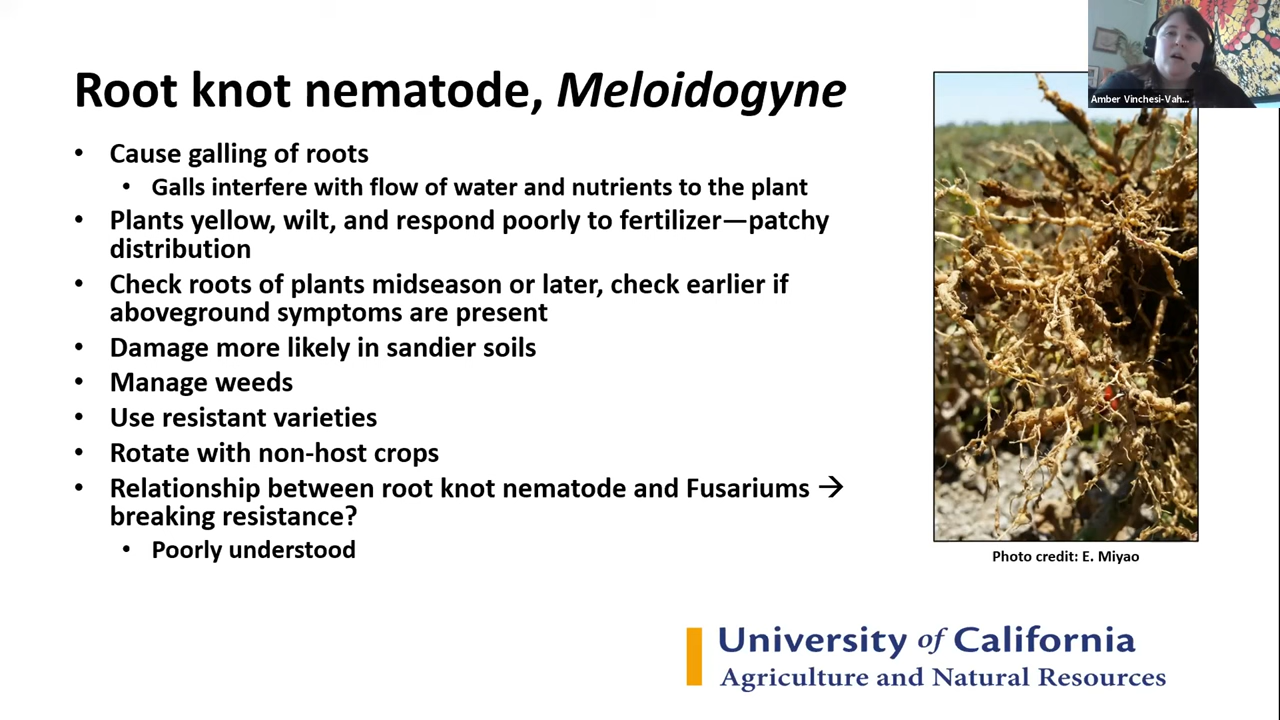 Root knot nematode, Meloidogyne
• Cause galling of roots
• Galls interfere with flow of water and nutrients to the plant
• Plants yellow, wilt, and respond poorly to fertilizer—patchy
distribution
• Check roots of plants midseason or later, check earlier if
aboveground symptoms are present
• Damage more likely in sandier soils
• Manage weeds
• Use resistant varieties
• Rotate with non-host crops
• Relationship between root knot nematode and Fusariums →
breaking resistance?
• Poorly understood
Amber Vinchesi-Vah...
Photo credit: E. Miyao
University of California
Agriculture and Natural Resources